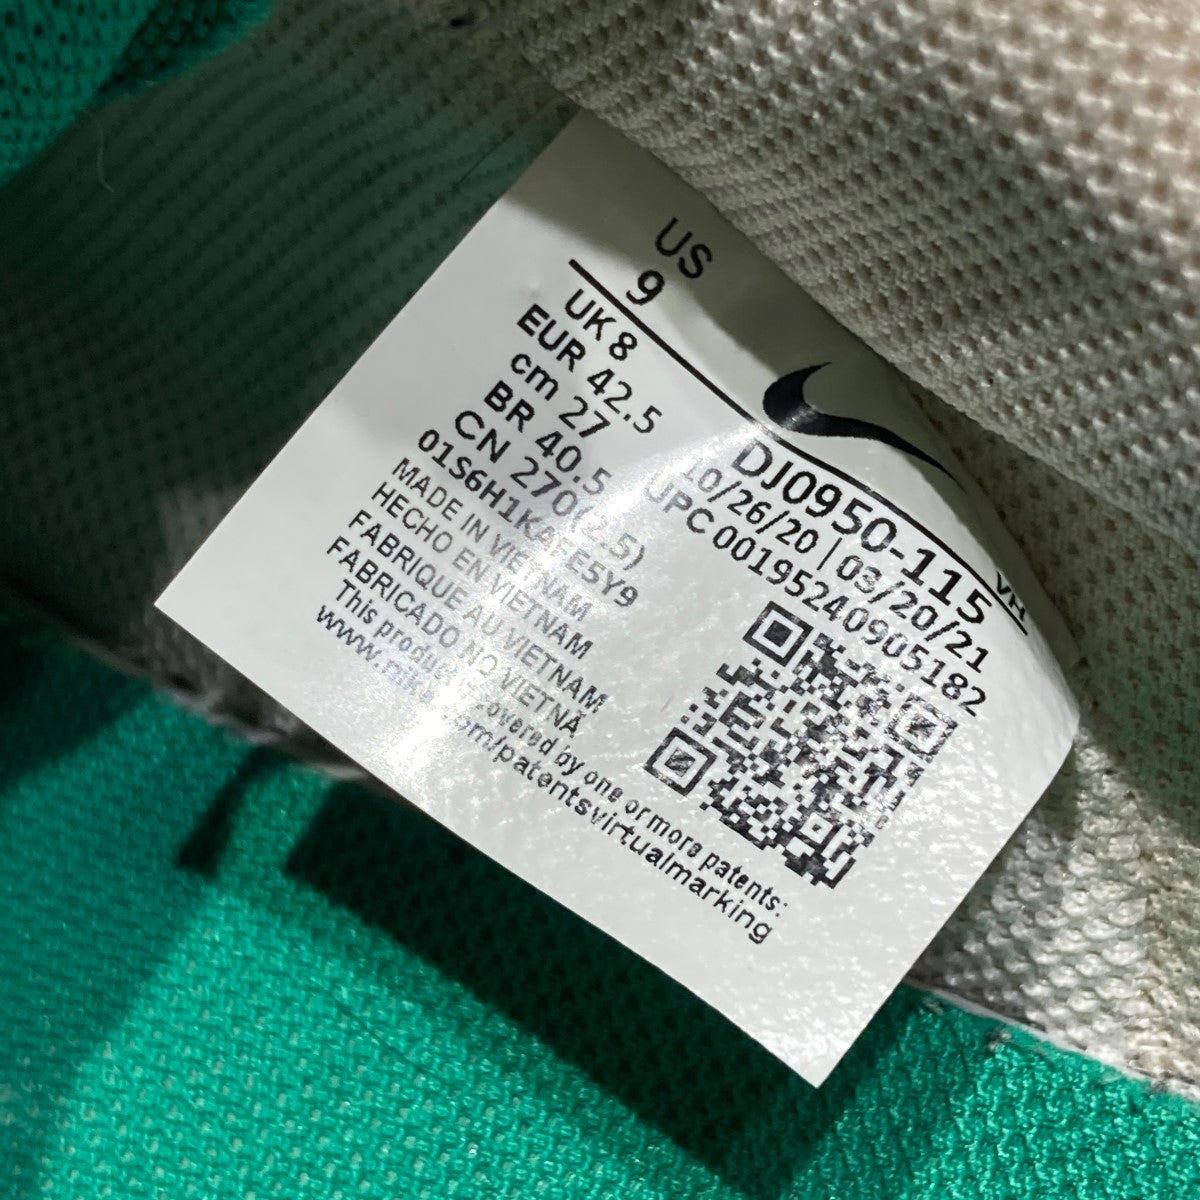 US
9
UK 8
EUR 42.5
cm 27
BR 40.5
CN 270(2.5)
01S6H1KAFE5Y9
MADE IN VIETNAM
HECHO EN VIETNAM
FABRIQUE AU VIETNAM
FABRICADO NO VIETNÃ
This product covered by one or more patents:
www.nike.com/patentsvirtualmarking
DJ0950-115
VH
10/26/20 | 03/20/21
UPC 00195240905182